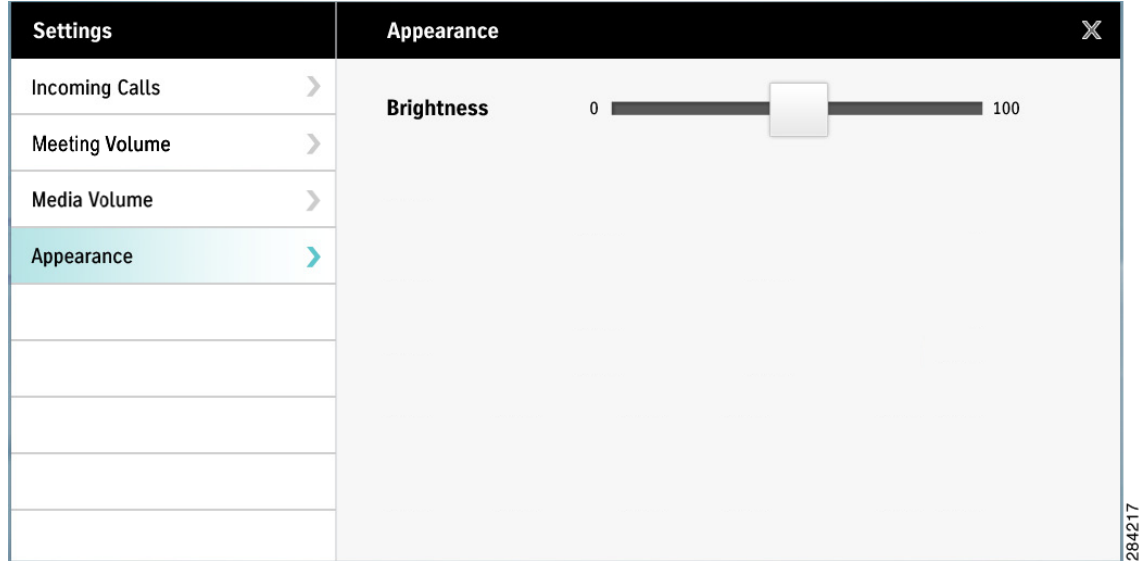 Settings
Appearance
X
Incoming Calls
Meeting Volume
Media Volume
Appearance
Brightness 0 100
284217